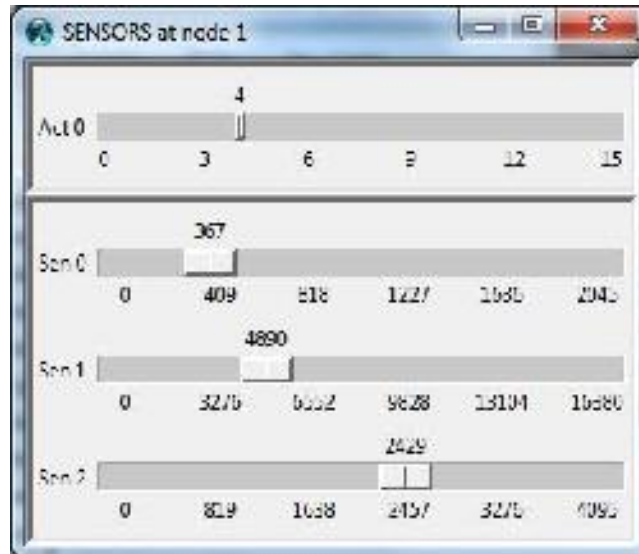 SENSORS at node 1
4
Act 0
0 3 6 9 12 15
367
Sen 0
0 409 818 1227 1636 2045
4890
Sen 1
0 3276 6552 9828 13104 16380
2429
Sen 2
0 819 1638 2457 3276 4095